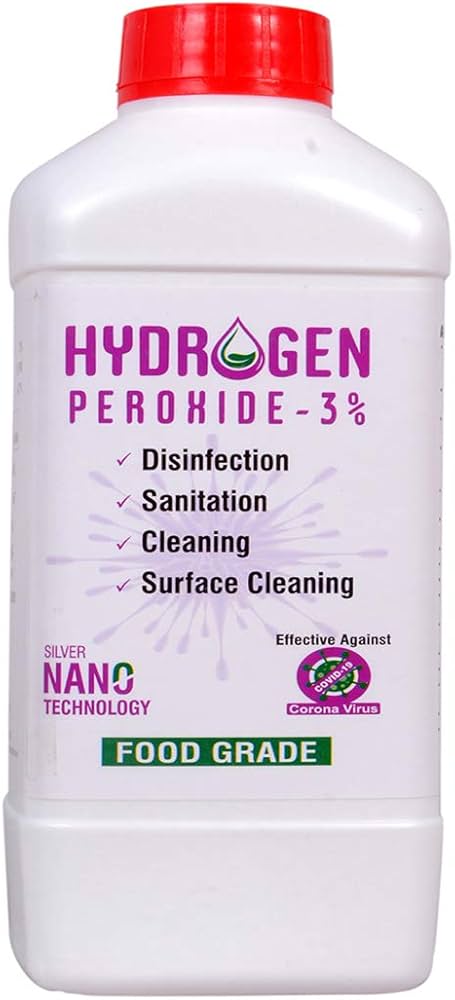 HYDROGEN
PEROXIDE - 3%
✓ Disinfection
✓ Sanitation
✓ Cleaning
✓ Surface Cleaning
SILVER
NANO
TECHNOLOGY
Effective Against
COVID-19
Corona Virus
FOOD GRADE